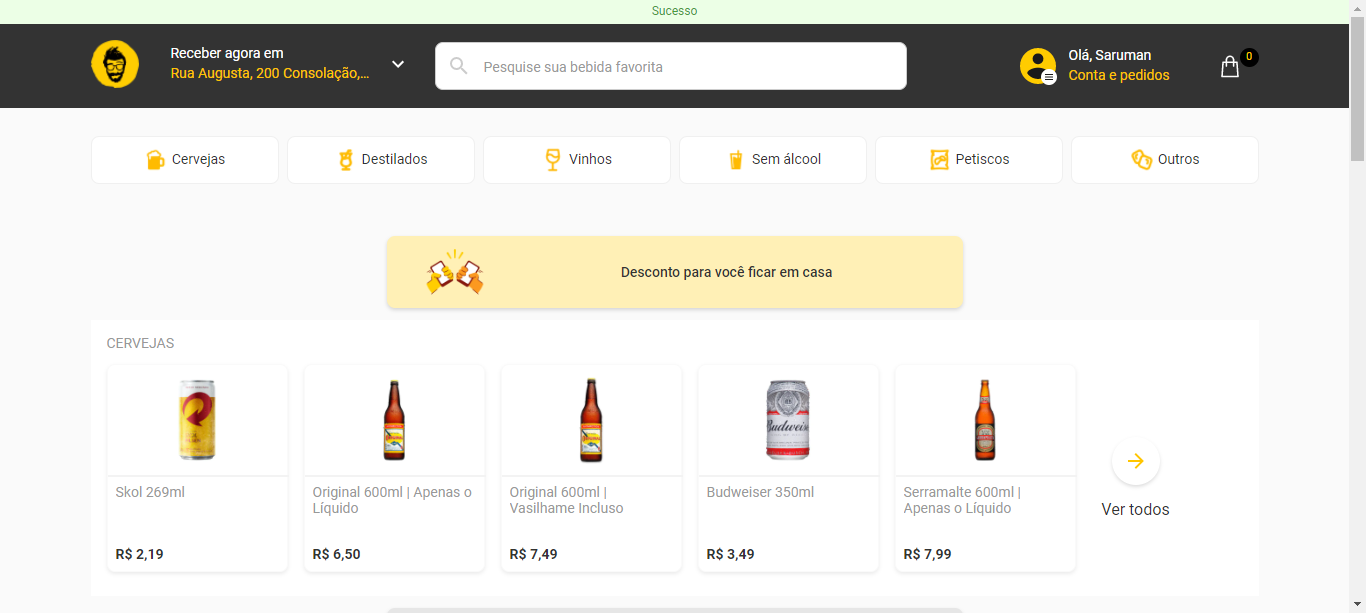 Sucesso
Receber agora em
Rua Augusta, 200 Consolação,...
Pesquise sua bebida favorita
Olá, Saruman
Conta e pedidos
0
Cervejas
Destilados
Vinhos
Sem álcool
Petiscos
Outros
Desconto para você ficar em casa
CERVEJAS
Budweiser
Skol 269ml
R$ 2,19
Original 600ml | Apenas o
Líquido
R$ 6,50
Original 600ml |
Vasilhame Incluso
R$ 7,49
Budweiser 350ml
R$ 3,49
Serramalte 600ml |
Apenas o Líquido
R$ 7,99
Ver todos